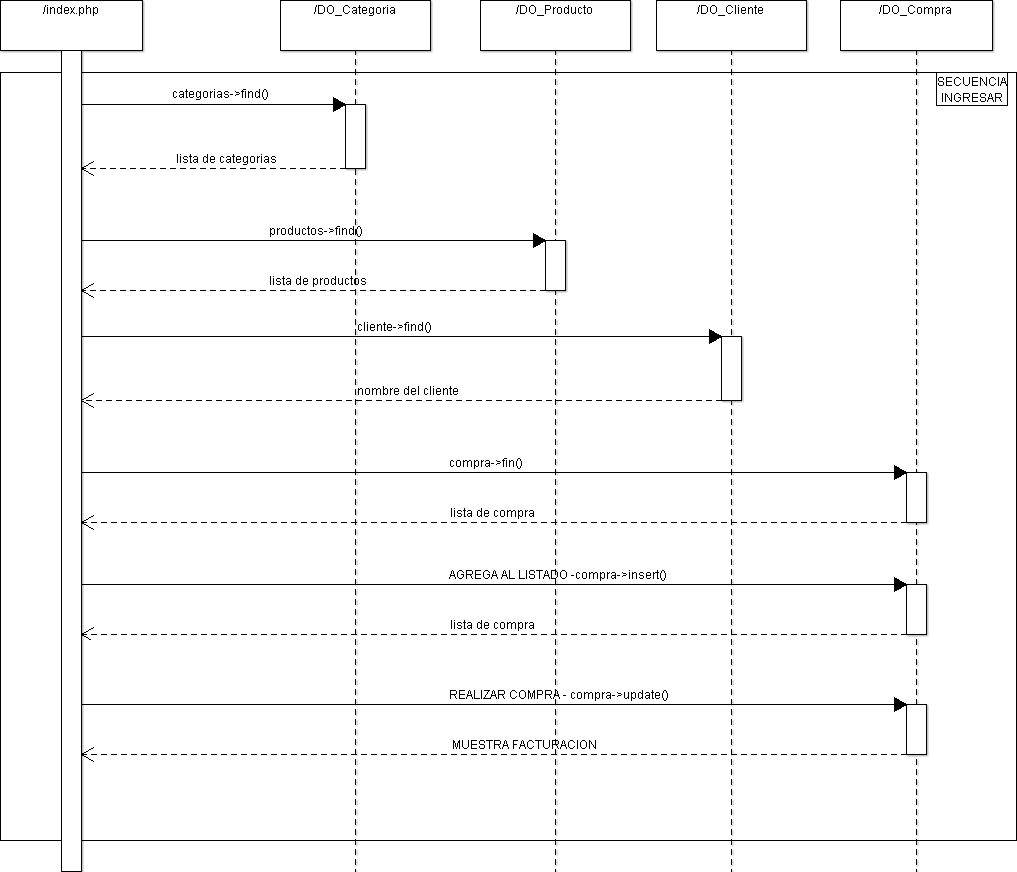 /index.php
/DO_Categoria
/DO_Producto
/DO_Cliente
/DO_Compra
SECUENCIA
INGRESAR
categorias->find()
lista de categorias
productos->find()
lista de productos
cliente->find()
nombre del cliente
compra->fin()
lista de compra
AGREGA AL LISTADO -compra->insert()
lista de compra
REALIZAR COMPRA - compra->update()
MUESTRA FACTURACION